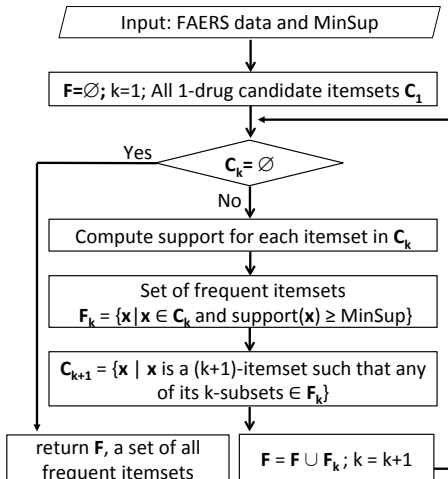 Input: FAERS data and MinSup
F=∅; k=1; All 1-drug candidate itemsets C₁
Yes
Cₖ= ∅
No
Compute support for each itemset in Cₖ
Set of frequent itemsets
Fₖ = {x|x ∈ Cₖ and support(x) ≥ MinSup}
Cₖ₊₁ = {x | x is a (k+1)-itemset such that any
of its k-subsets ∈ Fₖ}
return F, a set of all
frequent itemsets
F = F ∪ Fₖ ; k = k+1